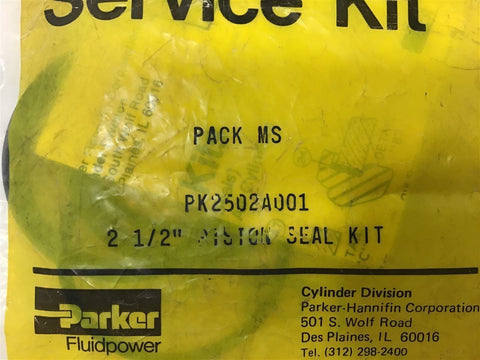 Service Kit
PACK MS
PK2502A001
2 1/2" PISTON SEAL KIT
Parker
Fluidpower
Cylinder Division
Parker-Hannifin Corporation
501 S. Wolf Road
Des Plaines, IL 60016
Tel. (312) 298-2400